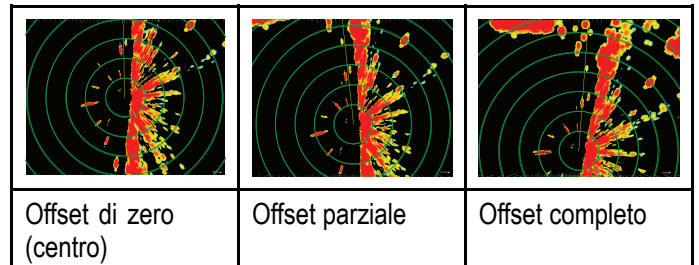 Offset di zero
(centro)
Offset parziale
Offset completo